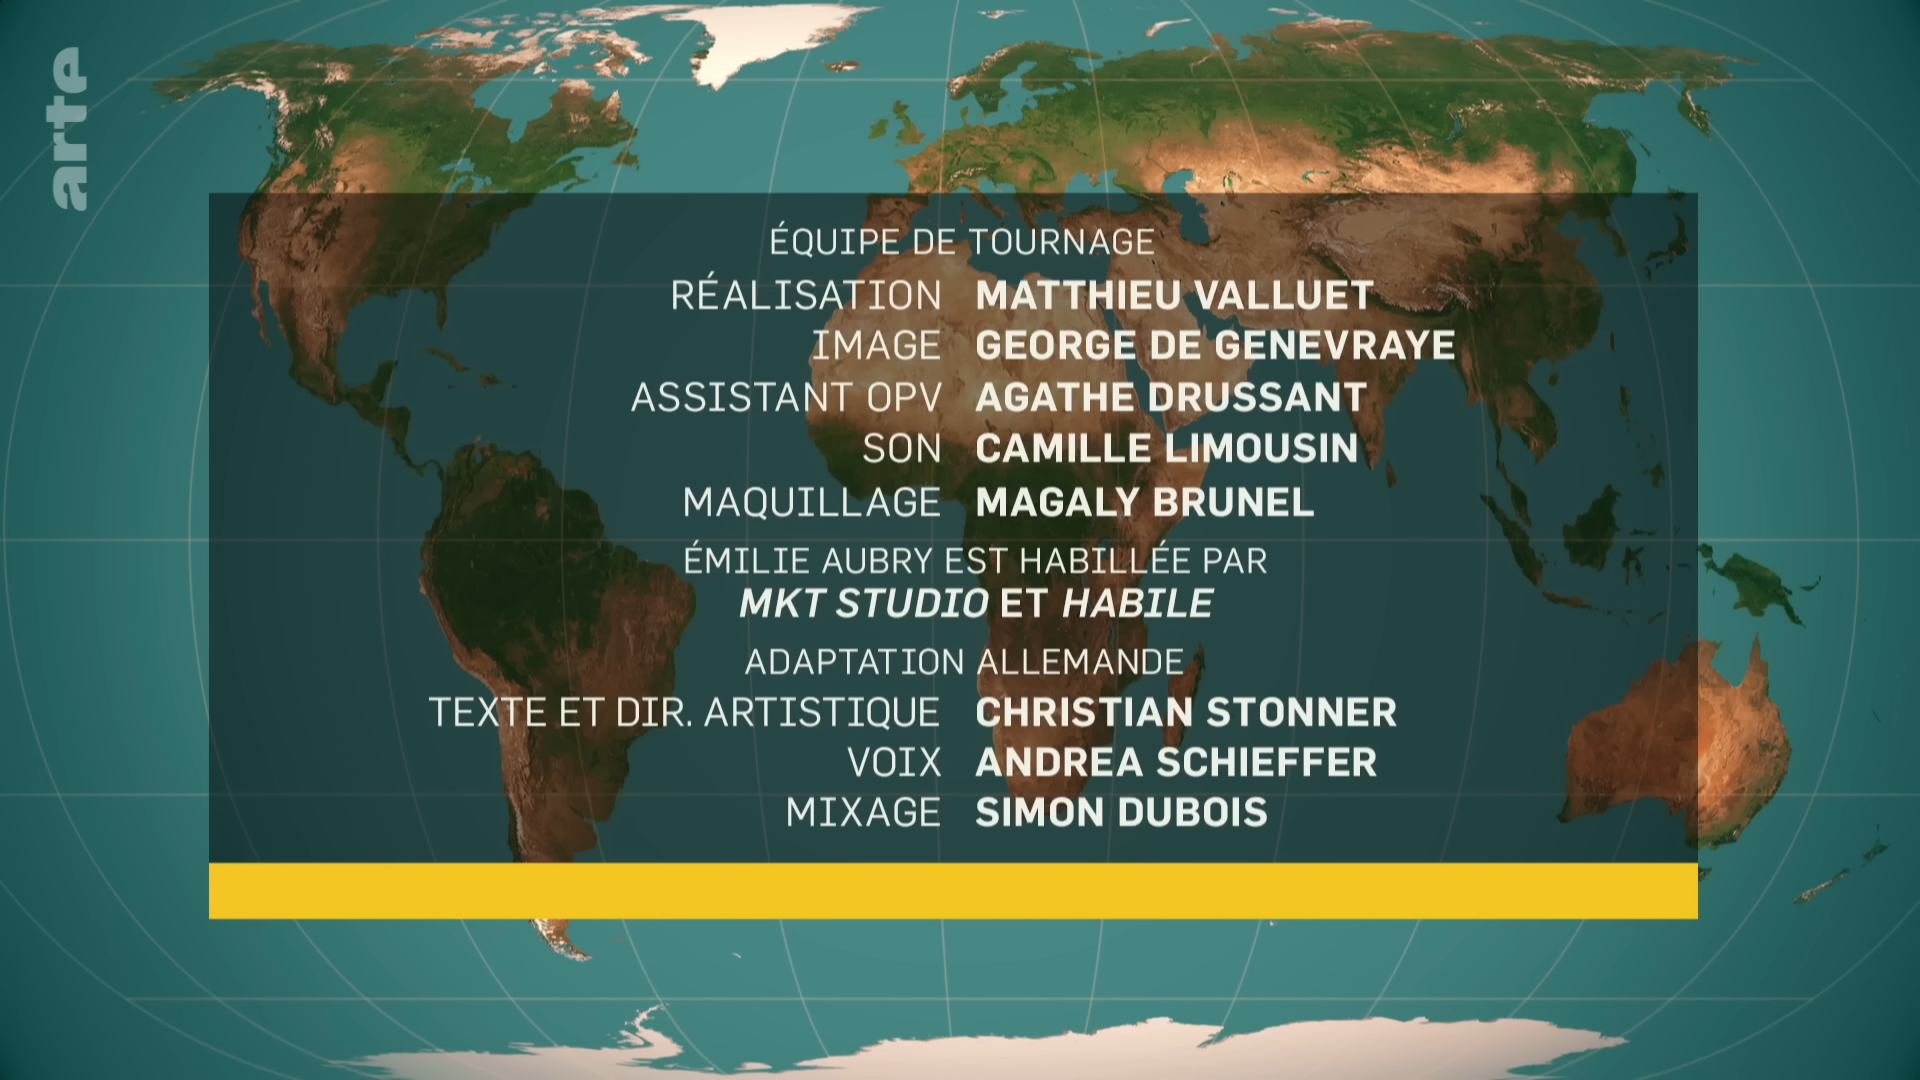 arte
ÉQUIPE DE TOURNAGE
RÉALISATION MATTHIEU VALLUET
IMAGE GEORGE DE GENEVRAYE
ASSISTANT OPV AGATHE DRUSSANT
SON CAMILLE LIMOUSIN
MAQUILLAGE MAGALY BRUNEL
ÉMILIE AUBRY EST HABILLÉE PAR
MKT STUDIO ET HABILE
ADAPTATION ALLEMANDE
TEXTE ET DIR. ARTISTIQUE CHRISTIAN STONNER
VOIX ANDREA SCHIEFFER
MIXAGE SIMON DUBOIS